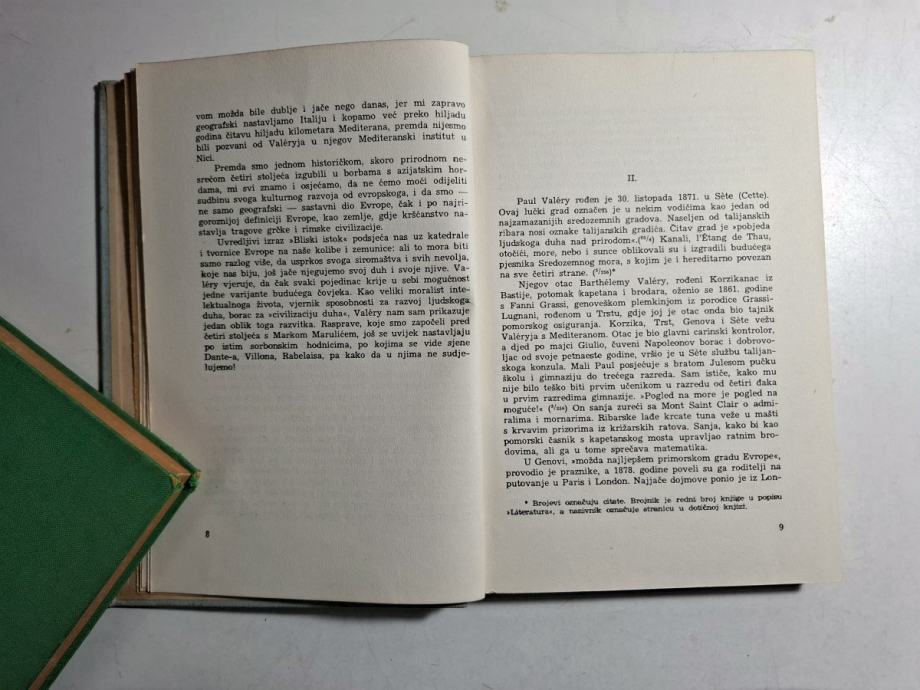 vom možda bile dublje i jače nego danas, jer mi zapravo
geografski nastavljamo Italiju i kopamo već preko hiljadu
godina čitavu hiljadu kilometara Mediterana, premda nijesmo
bili pozvani od Valéryja u njegov Mediteranski institut u
Nici.
Premda smo jednom historičkom, skoro prirodnom ne-
srećom četiri stoljeća izgubili u borbama s azijatskim hor-
dama, mi svi znamo i osjećamo, da ne ćemo moći odijeliti
sudbinu svoga kulturnog razvoja od evropskoga, i da smo —
ne samo geografski — sastavni dio Evrope, čak i po najri-
goroznijoj definiciji Evrope, kao zemlje, gdje kršćanstvo na-
stavlja tragove grčke i rimske civilizacije.
Uvredljivi izraz »Bliski istok« podsjeća nas uz katedrale
i tvornice Evrope na naše kolibe i zemunice: ali to mora biti
samo razlog više, da usprkos svoga siromaštva i svih nevolja,
koje nas biju, još jače njegujemo svoj duh i svoje njive. Va-
léry vjeruje, da čak svaki pojedinac krije u sebi mogućnost
jedne varijante budućega čovjeka. Kao veliki moralist inte-
lektualnoga života, vjernik sposobnosti za razvoj ljudskoga
duha, borac za »civilizaciju duha«, Valéry nam sam prikazuje
jedan oblik toga razvitka. Rasprave, koje smo započeli pred
četiri stoljeća s Markom Marulićem, još se uvijek nastavljaju
po istim sorbonskim hodnicima, po kojima se vide sjene
Dante-a, Villona, Rabelaisa, pa kako da u njima ne sudje-
lujemo!
8
II.
Paul Valéry rođen je 30. listopada 1871. u Sète (Cette).
Ovaj lučki grad označen je u nekim vodičima kao jedan od
najzamazanijih sredozemnih gradova. Naseljen od talijanskih
ribara nosi oznake talijanskih gradića. Čitav grad je »pobjeda
ljudskoga duha nad prirodom«.
Kanali, l'Étang de Thau,
otočići, more, nebo i sunce oblikovali su i izgradili budućega
pjesnika Sredozemnog mora, s kojim je i hereditarno povezan
na sve četiri strane.
Njegov otac Barthélemy Valéry, rođeni Korzikanac iz
Bastije, potomak kapetana i brodara, oženio se 1861. godine
s Fanni Grassi, genoveškom plemkinjom iz porodice Grassi-
Lugnani, rođenom u Trstu, gdje joj je otac onda bio tajnik
pomorskog osiguranja. Korzika, Trst, Genova i Sète vežu
Valéryja s Mediteranom. Otac je bio glavni carinski kontrolor,
a djed po majci Giulio, čuveni Napoleonov borac i dobrovo-
ljac od svoje petnaeste godine, vršio je u Sète službu talijan-
skoga konzula. Mali Paul posjećuje s bratom Julesom pučku
školu i gimnaziju do trećega razreda. Sam ističe, kako mu
nije bilo teško biti prvim učenikom u razredu od četiri đaka
u prvim razredima gimnazije. »Pogled na more je pogled na
moguće!« On sanja zureći sa Mont Saint Clair o admi-
ralima i mornarima. Ribarske lađe krcate tuna veže u mašti
s krvavim prizorima iz križarskih ratova. Sanja, kako bi kao
pomorski časnik s kapetanskog mosta upravljao ratnim bro-
dovima, ali ga u tome sprečava matematika.
U Genovi, »možda najljepšem primorskom gradu Evrope«,
provodio je praznike, a 1878. godine poveli su ga roditelji na
putovanje u Paris i London. Najjače dojmove ponio je iz Lon-
* Brojevi označuju citate. Brojnik je redni broj knjige u popisu
»Literatura«, a nazivnik označuje stranicu u dotičnoj knjizi.
9